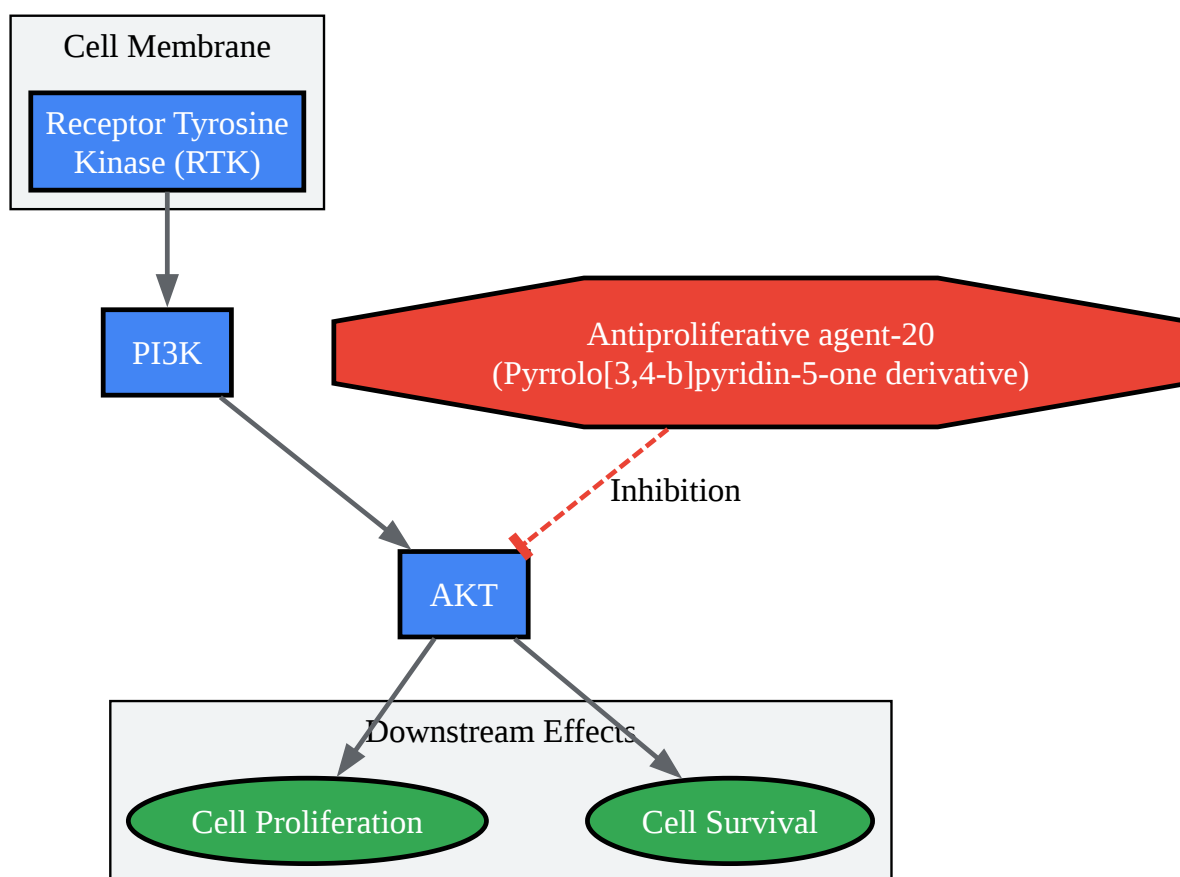 Cell Membrane
Receptor Tyrosine
Kinase (RTK)
PI3K
Antiproliferative agent-20
(Pyrrolo[3,4-b]pyridin-5-one derivative)
Inhibition
AKT
Downstream Effects
Cell Proliferation
Cell Survival